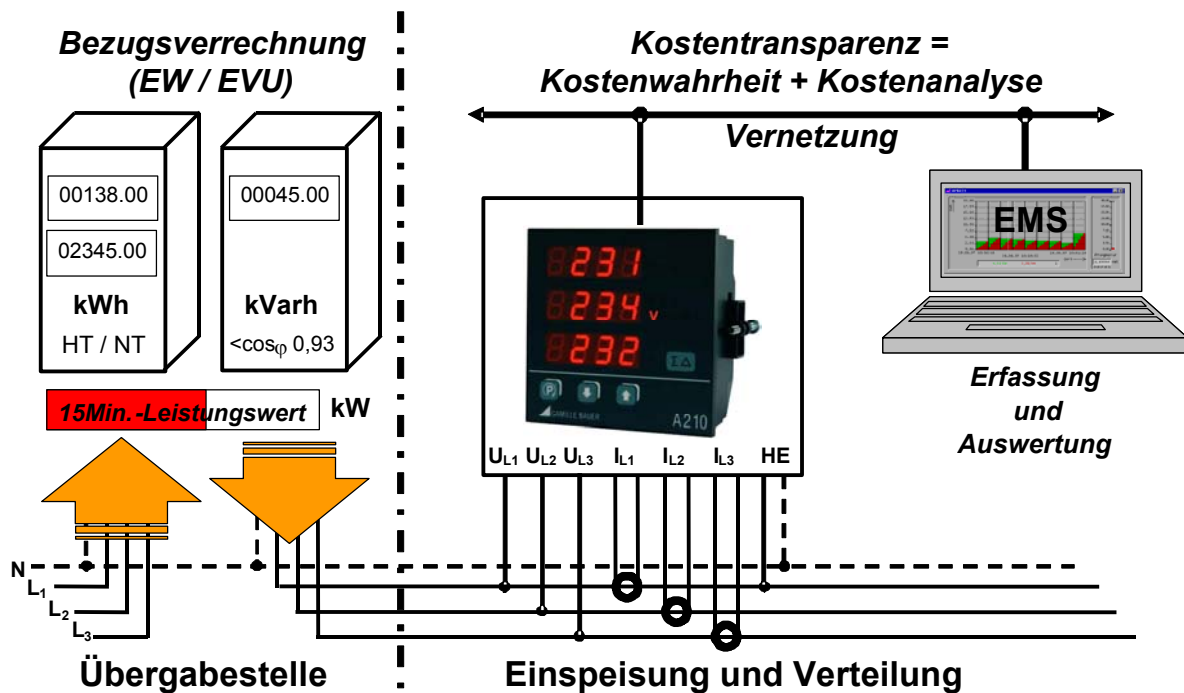 Bezugsverrechnung
(EW / EVU)
00138.00
02345.00
kWh
HT / NT
00045.00
kVarh
<cosφ 0,93
15Min.-Leistungswert kW
N
L1
L2
L3
Übergabestelle
Kostentransparenz =
Kostenwahrheit + Kostenanalyse
Vernetzung
231
234 V
232
P
CAMILLE BAUER
A210
UL1 UL2 UL3 IL1 IL2 IL3 HE
EMS
Erfassung
und
Auswertung
Einspeisung und Verteilung